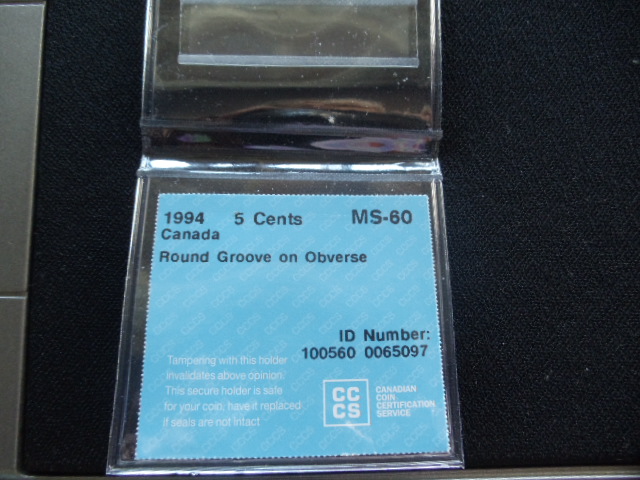 1994 5 Cents MS-60
Canada
Round Groove on Obverse
ID Number:
100560 0065097
Tampering with this holder
invalidates above opinion.
This secure holder is safe
for your coin, have it replaced
if seals are not intact
CC
CS
CANADIAN
COIN
CERTIFICATION
SERVICE